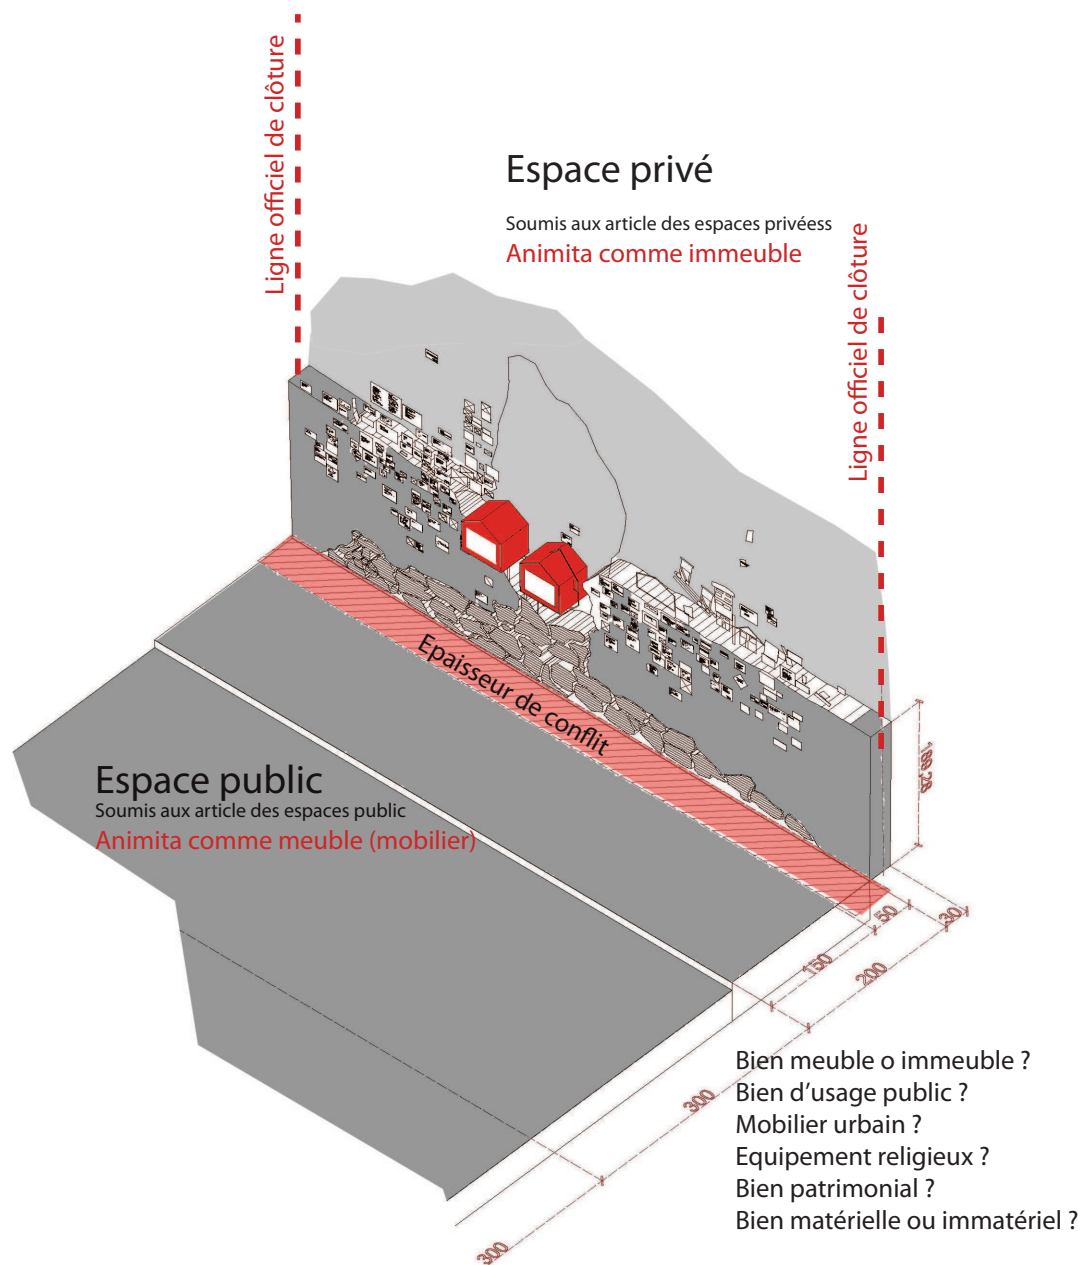 Ligne officiel de clôture
Espace privé
Soumis aux article des espaces privéess
Animita comme immeuble
Ligne officiel de clôture
Epaisseur de conflit
Espace public
Soumis aux article des espaces public
Animita comme meuble (mobilier)
50
30
150
200
300
300
Bien meuble o immeuble ?
Bien d'usage public ?
Mobilier urbain ?
Equipement religieux ?
Bien patrimonial ?
Bien matérielle ou immatériel ?